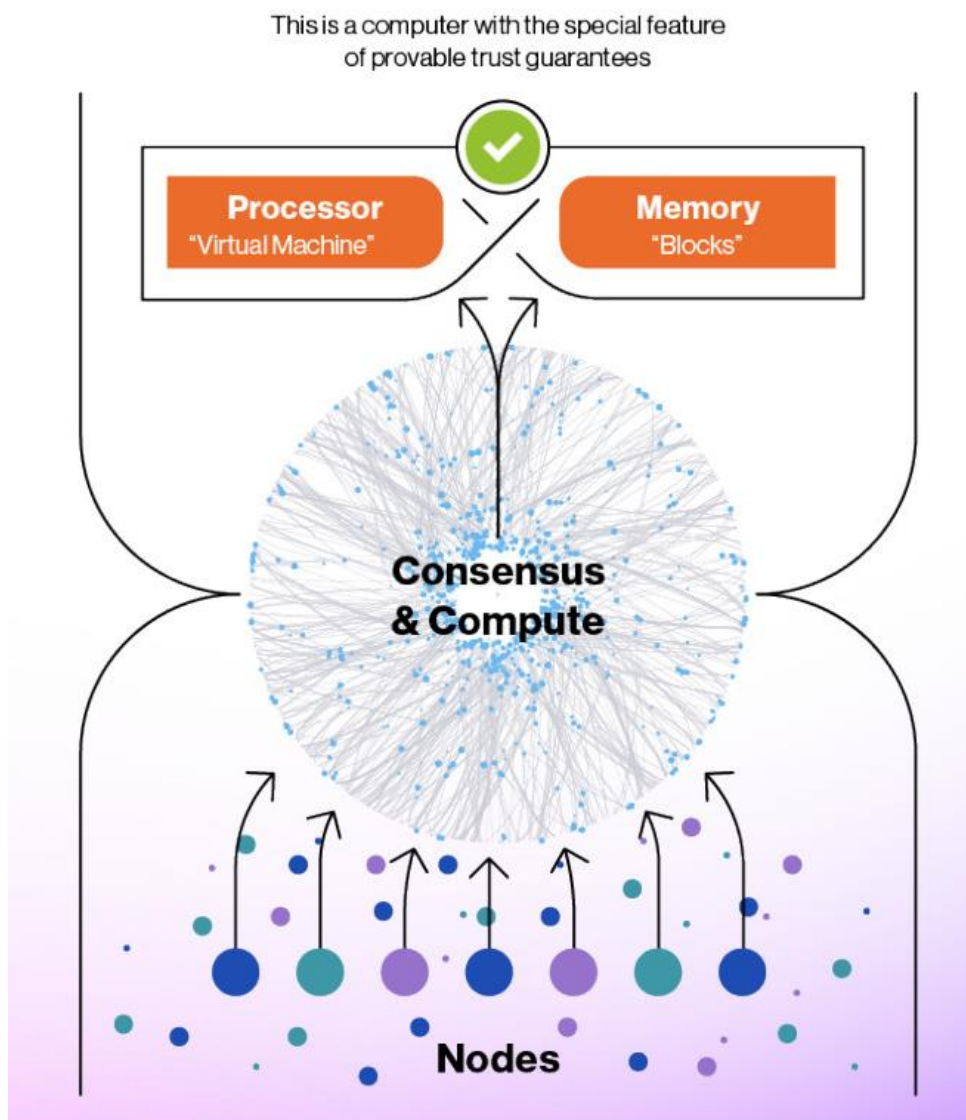 This is a computer with the special feature
of provable trust guarantees
Processor
“Virtual Machine”
Memory
“Blocks”
Consensus
& Compute
Nodes